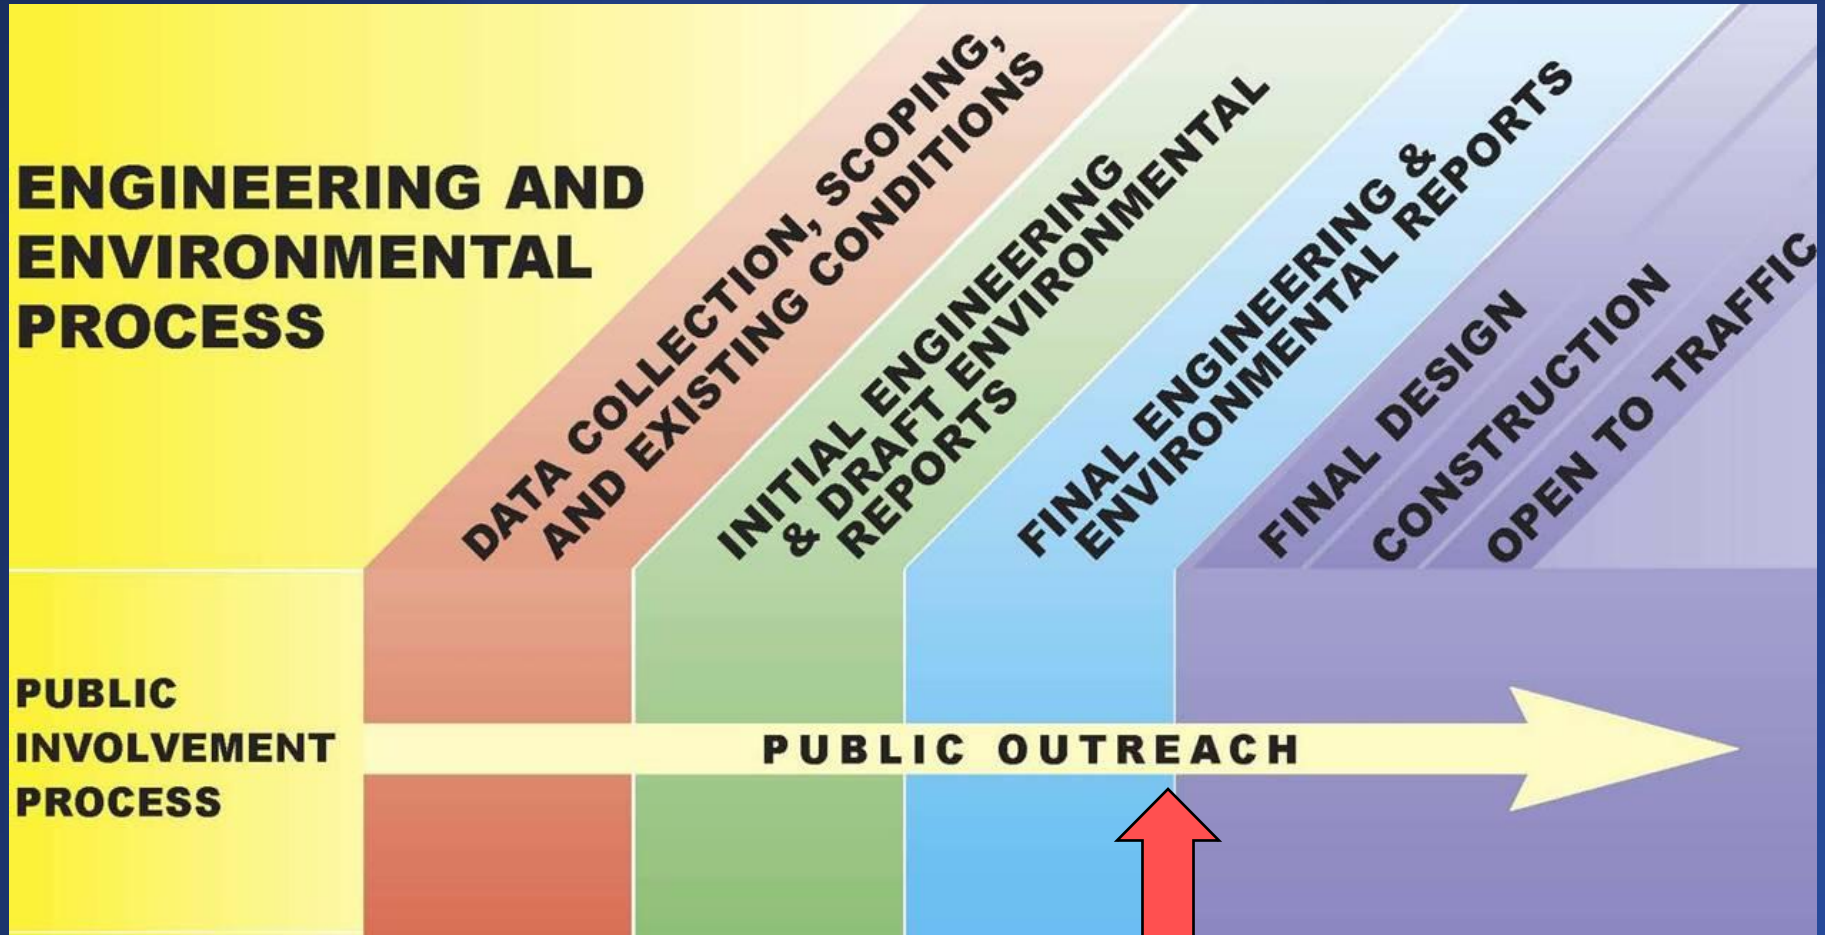 ENGINEERING AND
ENVIRONMENTAL
PROCESS
DATA COLLECTION, SCOPING,
AND EXISTING CONDITIONS
INITIAL ENGINEERING
& DRAFT ENVIRONMENTAL
REPORTS
FINAL ENGINEERING &
ENVIRONMENTAL REPORTS
FINAL DESIGN
CONSTRUCTION
OPEN TO TRAFFIC
PUBLIC
INVOLVEMENT
PROCESS
PUBLIC OUTREACH